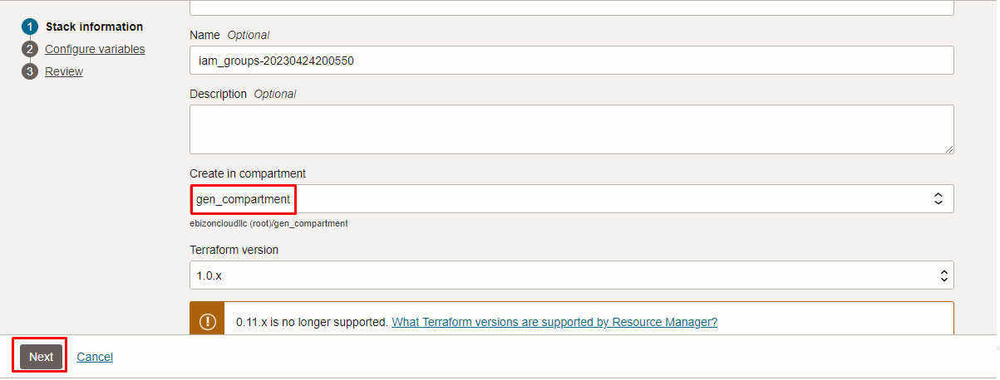 1 Stack information
2 Configure variables
3 Review
Name Optional
iam_groups-20230424200550
Description Optional
Create in compartment
gen_compartment
ebizoncloudllc (root)/gen_compartment
Terraform version
1.0.x
0.11.x is no longer supported. What Terraform versions are supported by Resource Manager?
Next Cancel